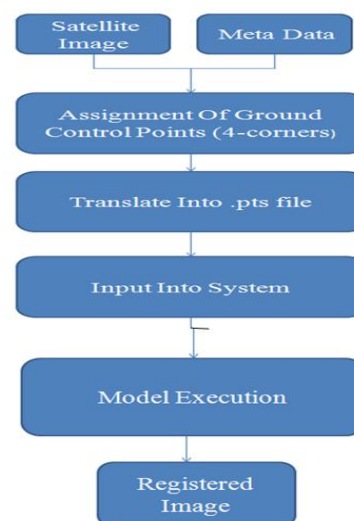 Satellite
Image
Meta Data
Assignment Of Ground
Control Points (4-corners)
Translate Into .pts file
Input Into System
Model Execution
Registered
Image